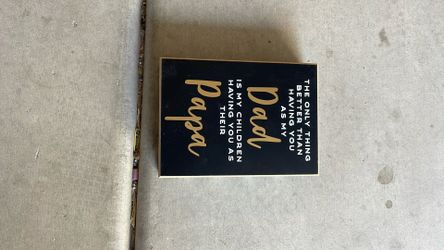 THE ONLY THING
BETTER THAN
HAVING YOU
AS MY
Dad
IS MY CHILDREN
HAVING YOU AS
THEIR
Papa